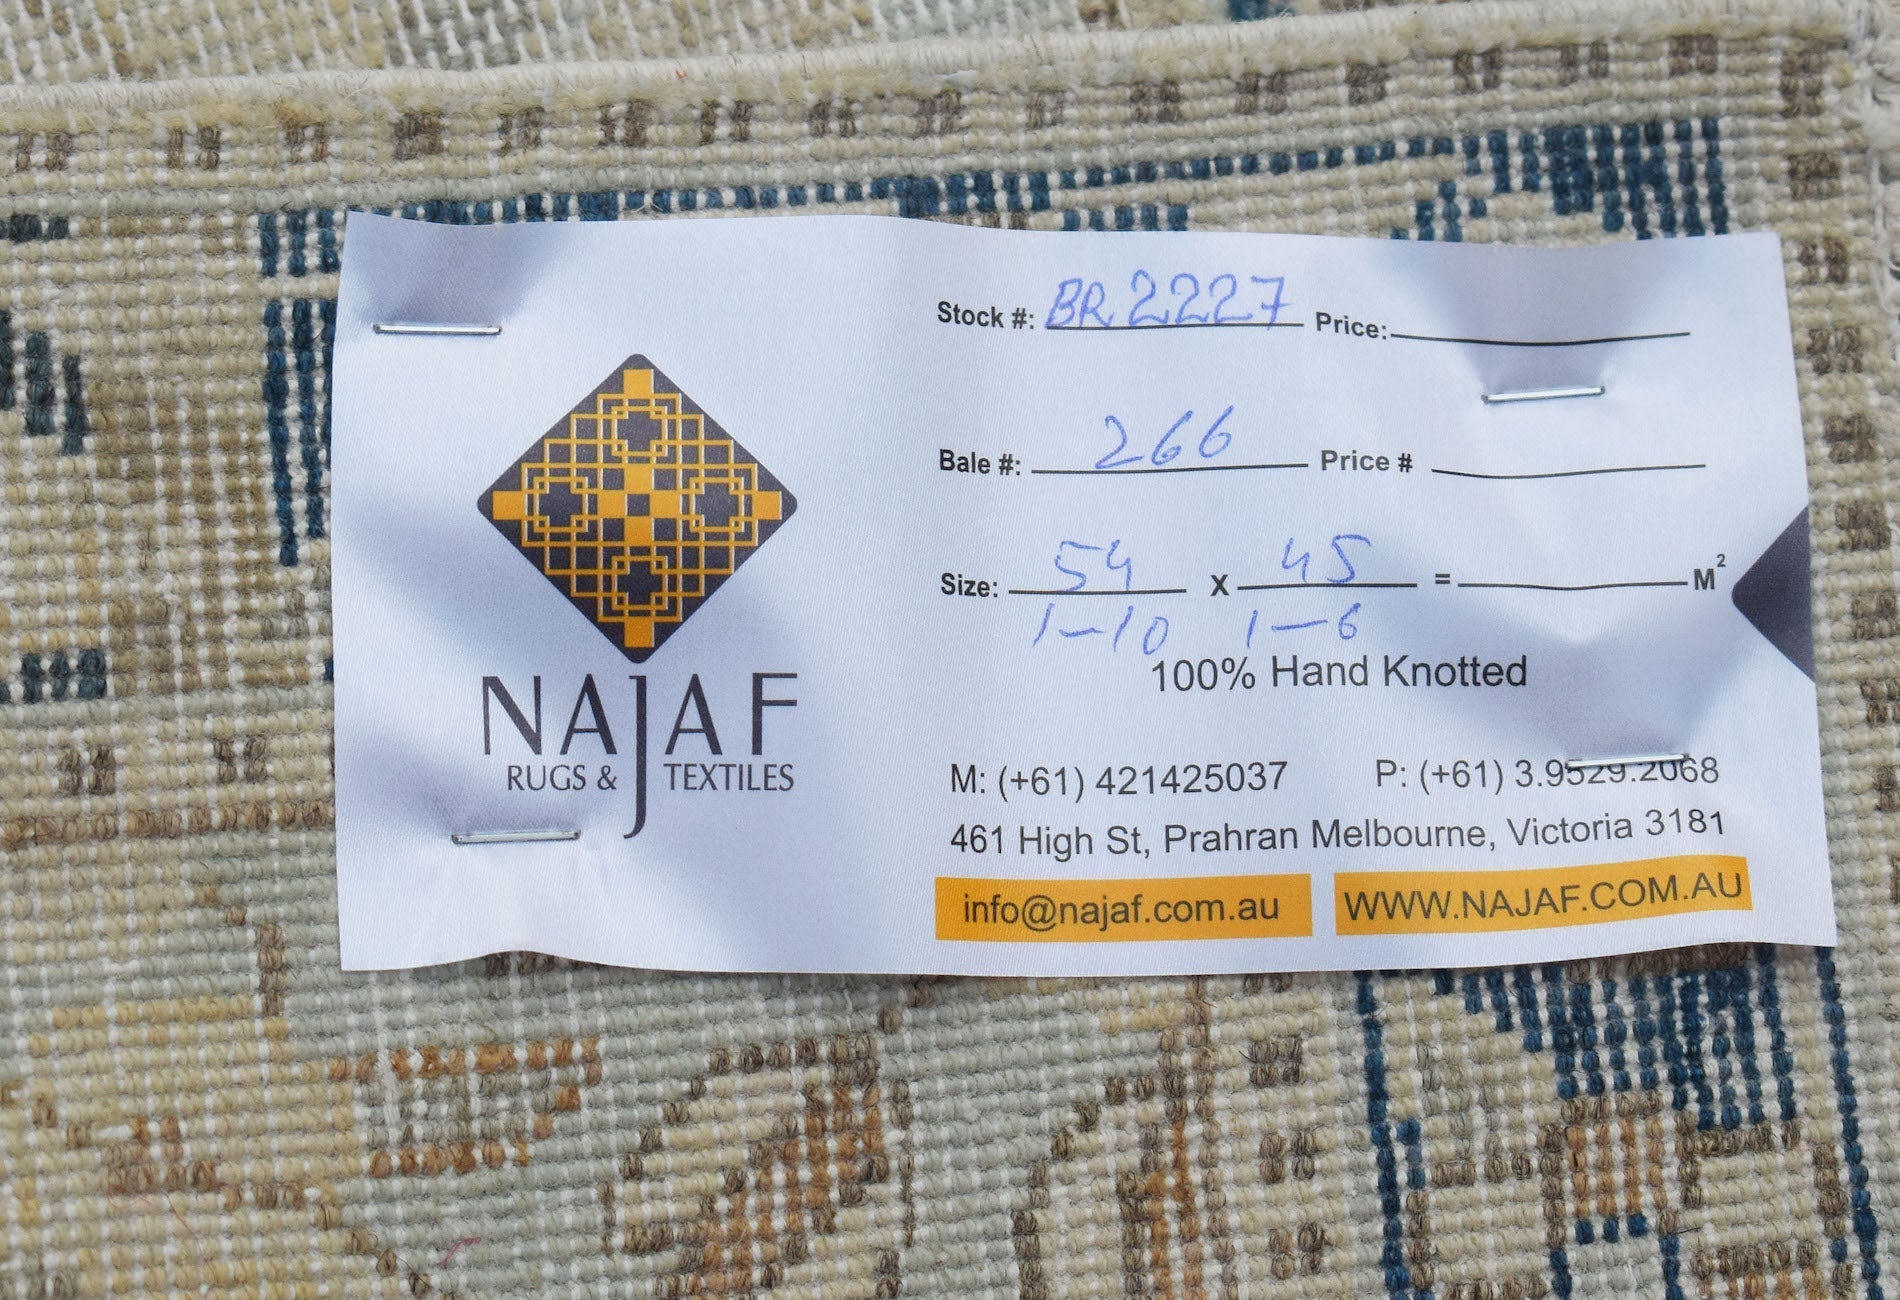 Stock #: BR 2227 Price:
Bale #: 266 Price #
Size: 54 X 45 = M²
1-10 1-6
100% Hand Knotted
NAJAF
RUGS & TEXTILES
M: (+61) 421425037 P: (+61) 3.9529.2068
461 High St, Prahran Melbourne, Victoria 3181
info@najaf.com.au WWW.NAJAF.COM.AU